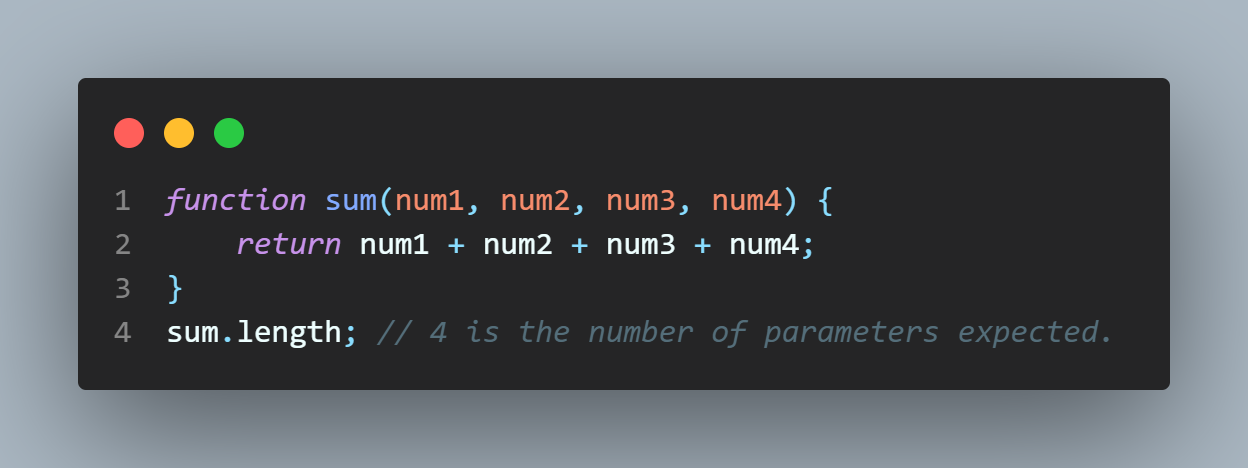 1 function sum(num1, num2, num3, num4) {
2     return num1 + num2 + num3 + num4;
3 }
4 sum.length; // 4 is the number of parameters expected.